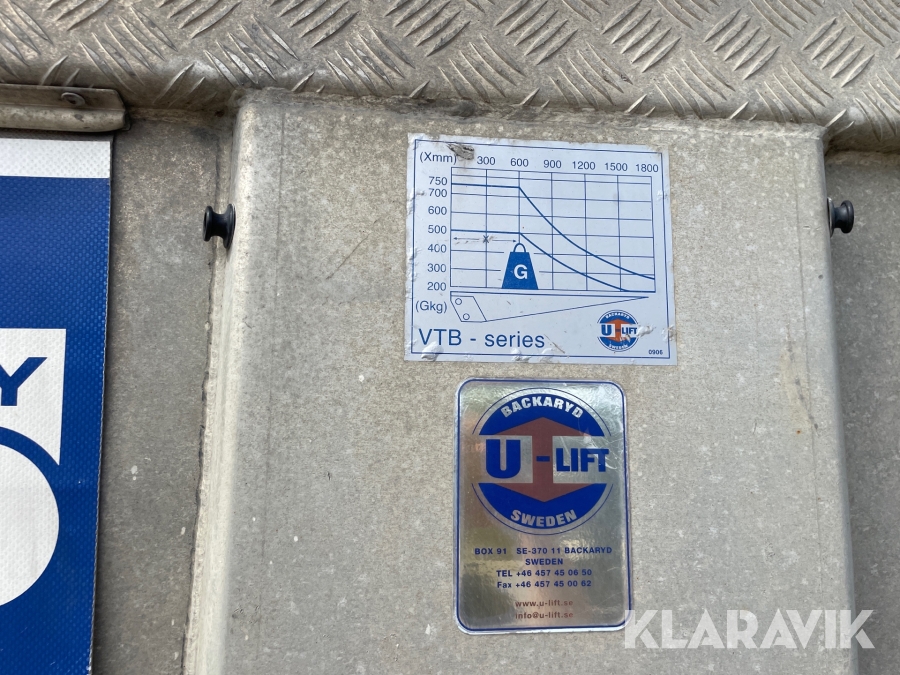 (Xmm) 300 600 900 1200 1500 1800
750
700
600
500
400
300
200
X
G
(Gkg)
VTB - series
BACKARYD
U-LIFT
SWEDEN
0906
Y
BACKARYD
U-LIFT
SWEDEN
BOX 91 SE-370 11 BACKARYD
SWEDEN
TEL +46 457 45 06 50
Fax +46 457 45 00 62
www.u-lift.se
info@u-lift.se
KLARAVIK